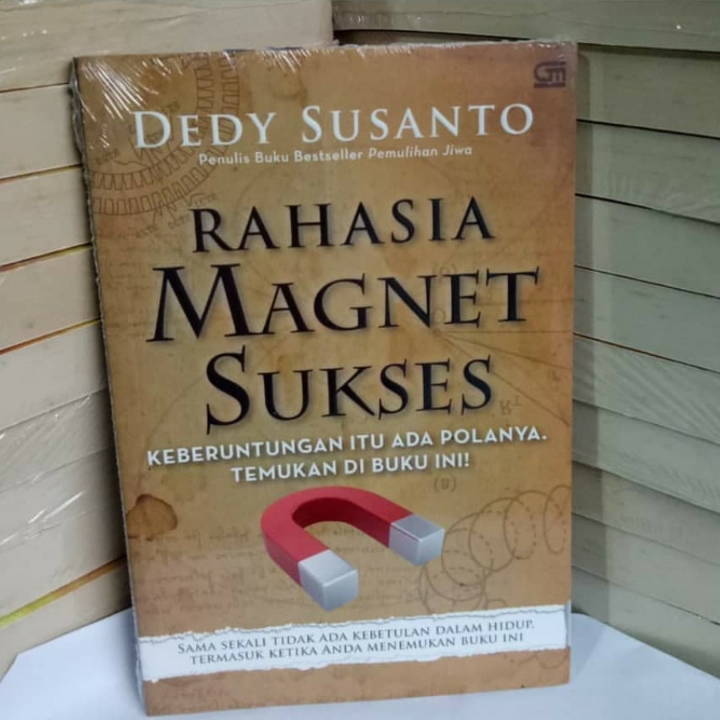 DEDY SUSANTO
Penulis Buku Bestseller Pemulihan Jiwa
RAHASIA
MAGNET
SUKSES
KEBERUNTUNGAN ITU ADA POLANYA.
TEMUKAN DI BUKU INI!
SAMA SEKALI TIDAK ADA KEBETULAN DALAM HIDUP,
TERMASUK KETIKA ANDA MENEMUKAN BUKU INI